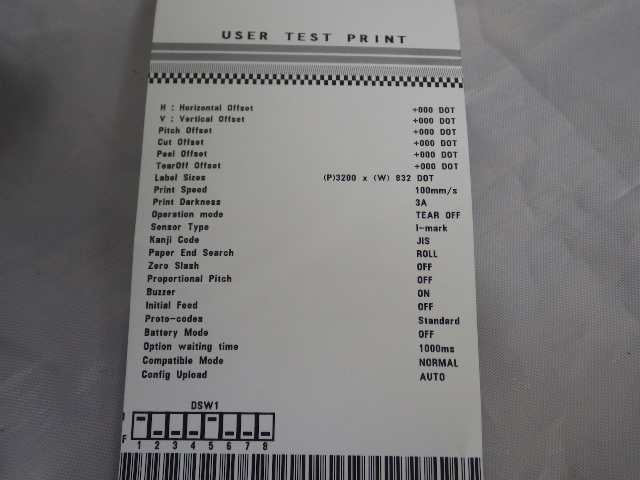 USER TEST PRINT
H : Horizontal Offset +000 DOT
V : Vertical Offset +000 DOT
Pitch Offset +000 DOT
Cut Offset +000 DOT
Peel Offset +000 DOT
TearOff Offset +000 DOT
Label Sizes (P)3200 x (W) 832 DOT
Print Speed 100mm/s
Print Darkness 3A
Operation mode TEAR OFF
Sensor Type I-mark
Kanji Code JIS
Paper End Search ROLL
Zero Slash OFF
Proportional Pitch OFF
Buzzer ON
Initial Feed OFF
Proto-codes Standard
Battery Mode OFF
Option waiting time 1000ms
Compatible Mode NORMAL
Config Upload AUTO
DSW1
F 1 2 3 4 5 6 7 8